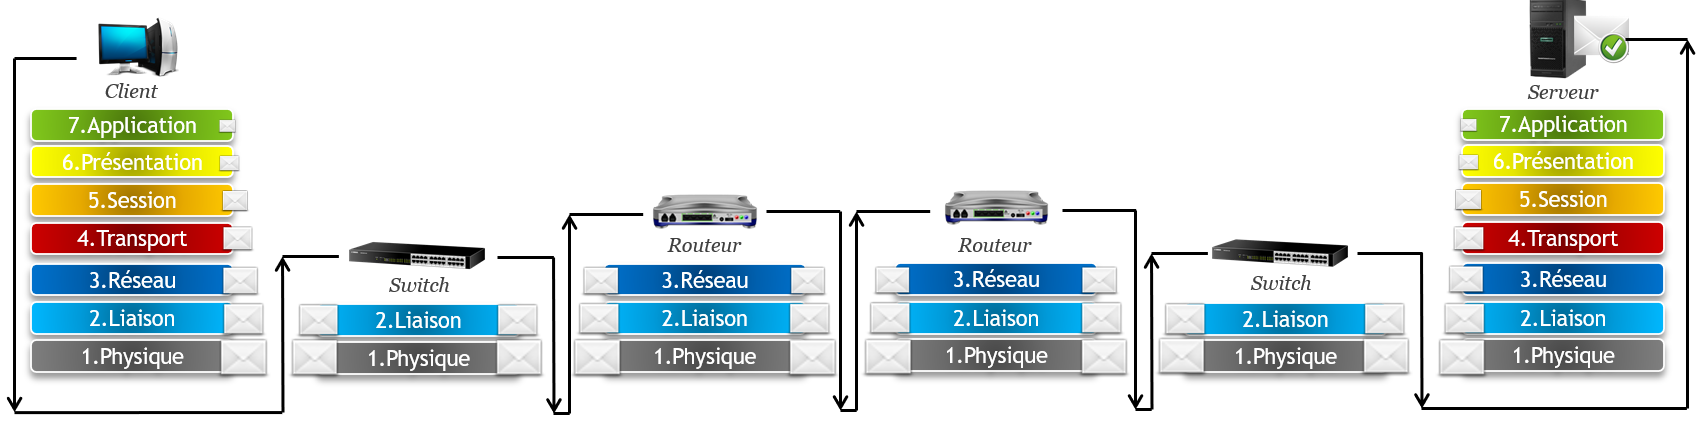 Client
7.Application
6.Présentation
5.Session
4.Transport
3.Réseau
2.Liaison
1.Physique
Switch
2.Liaison
1.Physique
Routeur
3.Réseau
2.Liaison
1.Physique
Routeur
3.Réseau
2.Liaison
1.Physique
Switch
2.Liaison
1.Physique
Serveur
7.Application
6.Présentation
5.Session
4.Transport
3.Réseau
2.Liaison
1.Physique